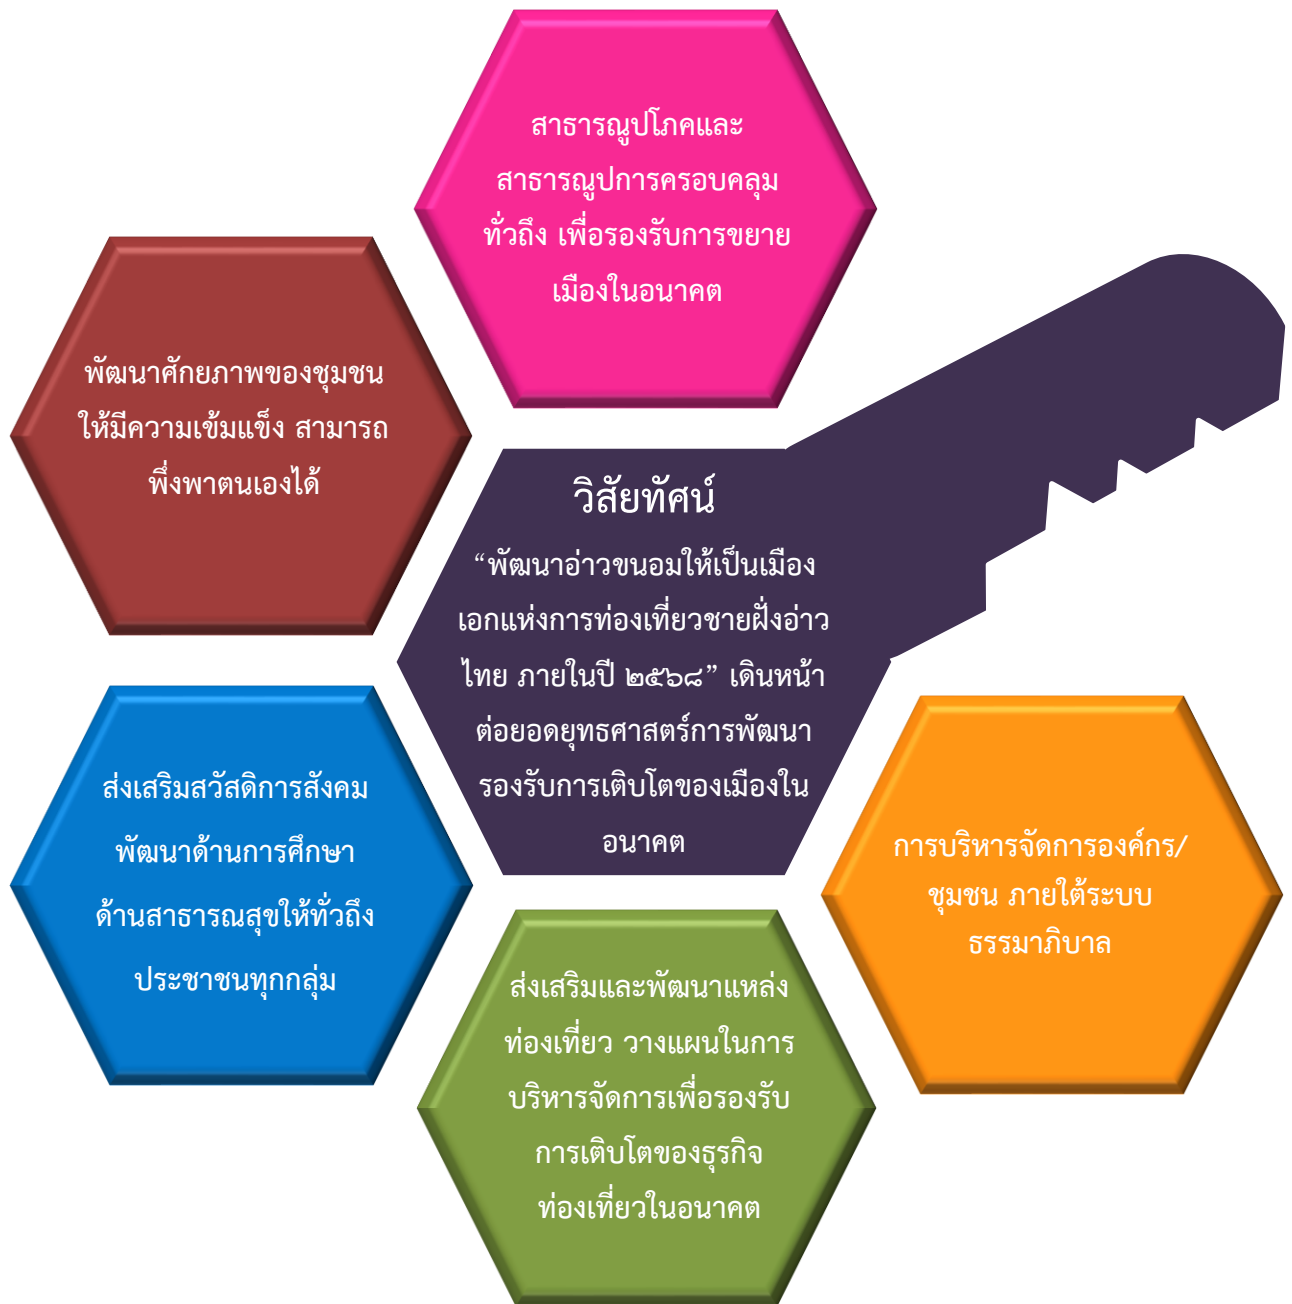 สาธารณูปโภคและ
สาธารณูปการครอบคลุม
ทั่วถึง เพื่อรองรับการขยาย
เมืองในอนาคต
พัฒนาศักยภาพของชุมชน
ให้มีความเข้มแข็ง สามารถ
พึ่งพาตนเองได้
วิสัยทัศน์
“พัฒนาอ่าวขนอมให้เป็นเมือง
เอกแห่งการท่องเที่ยวชายฝั่งอ่าว
ไทย ภายในปี ๒๕๖๘” เดินหน้า
ต่อยอดยุทธศาสตร์การพัฒนา
รองรับการเติบโตของเมืองใน
อนาคต
ส่งเสริมสวัสดิการสังคม
พัฒนาด้านการศึกษา
ด้านสาธารณสุขให้ทั่วถึง
ประชาชนทุกกลุ่ม
การบริหารจัดการองค์กร/
ชุมชน ภายใต้ระบบ
ธรรมาภิบาล
ส่งเสริมและพัฒนาแหล่ง
ท่องเที่ยว วางแผนในการ
บริหารจัดการเพื่อรองรับ
การเติบโตของธุรกิจ
ท่องเที่ยวในอนาคต